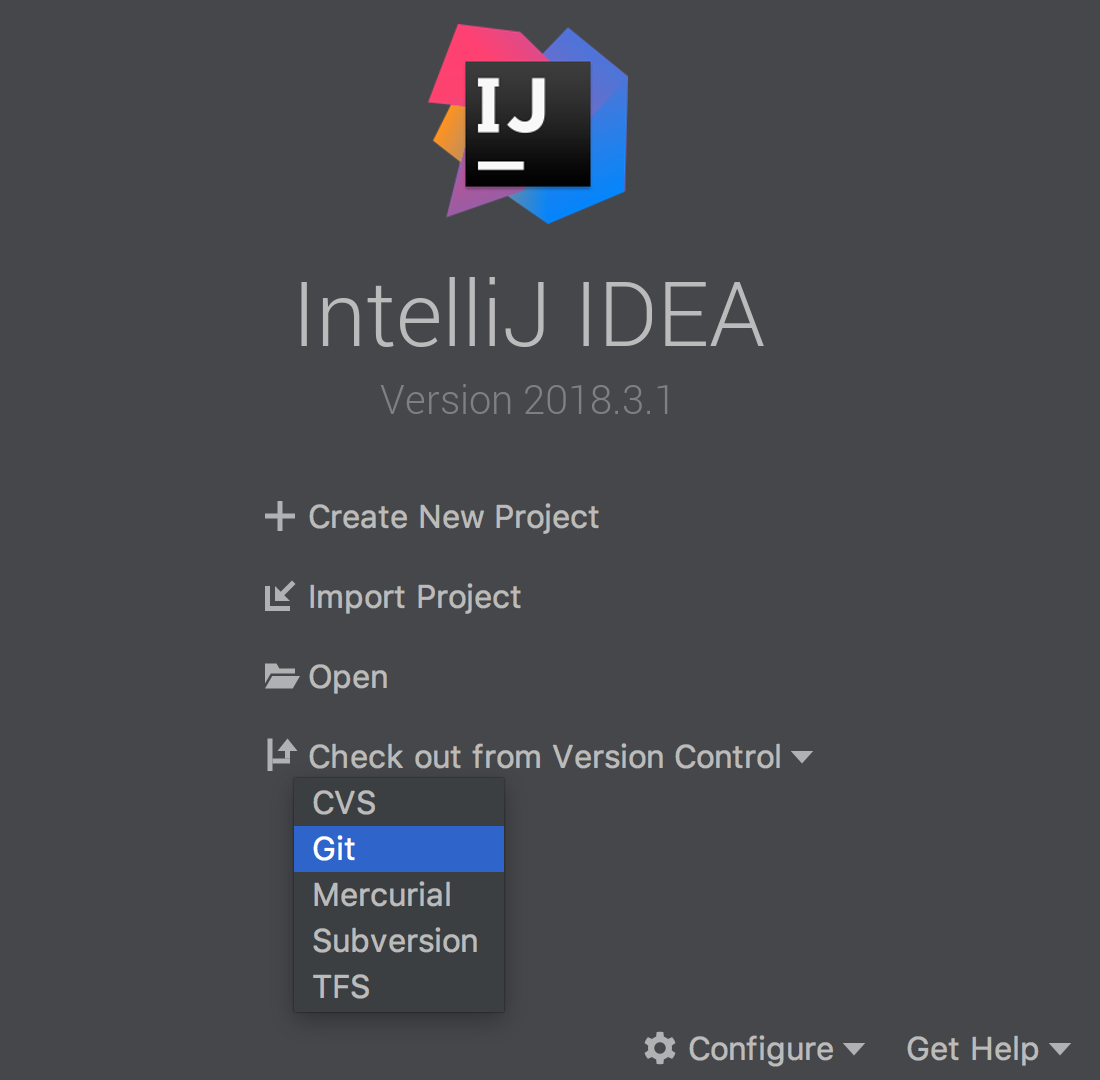 IJ
IntelliJ IDEA
Version 2018.3.1
Create New Project
Import Project
Open
Check out from Version Control
CVS
Git
Mercurial
Subversion
TFS
Configure Get Help